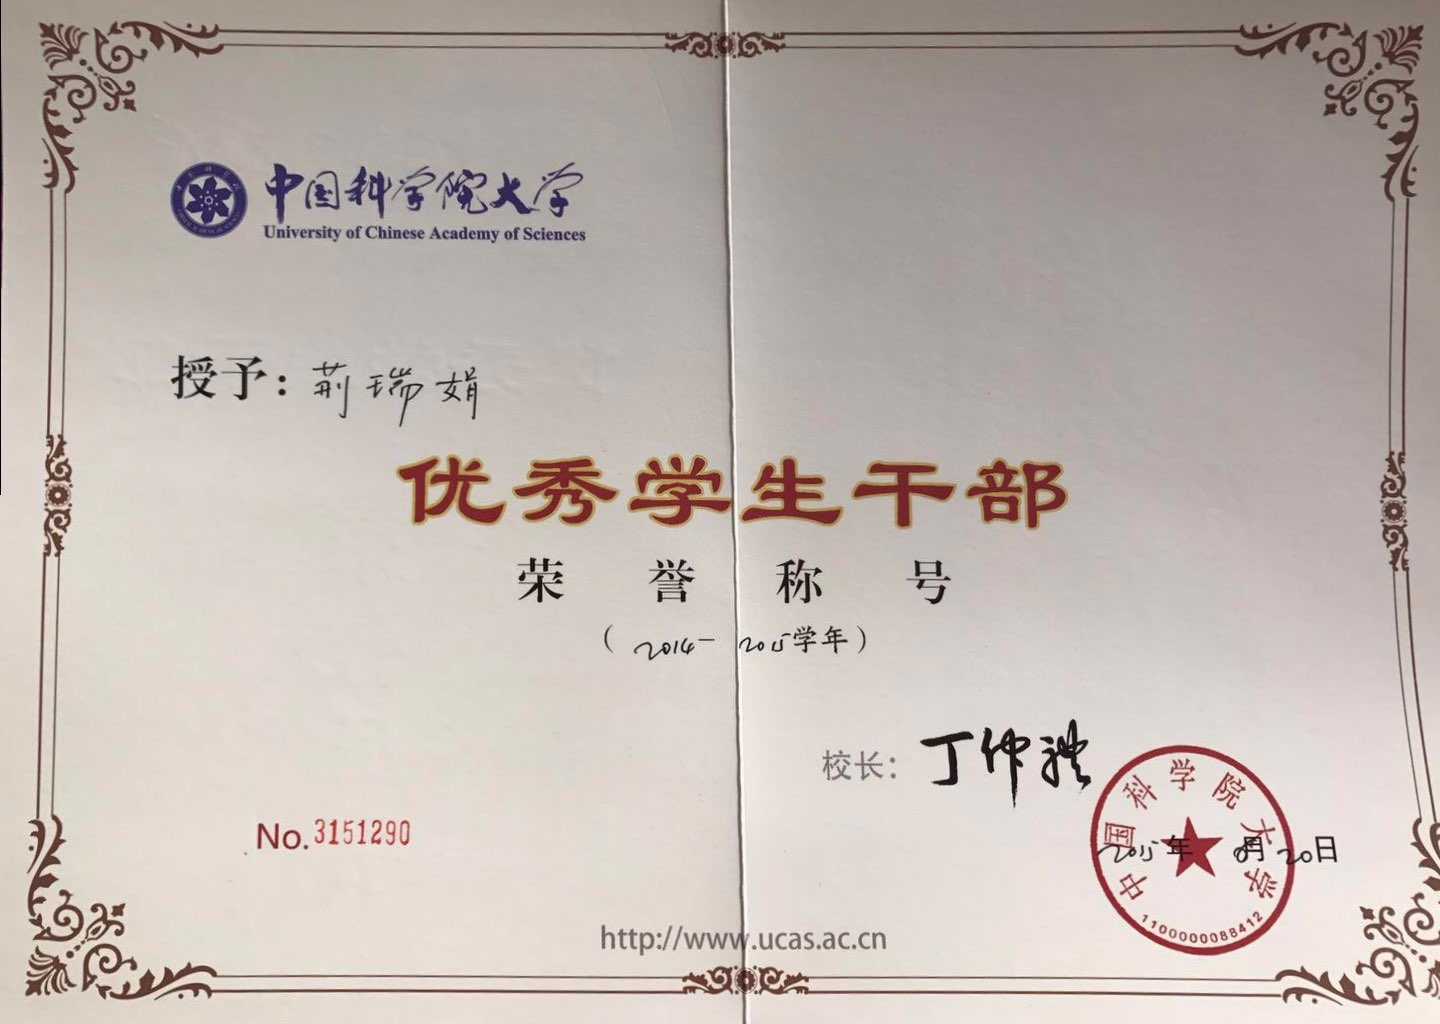 中国科学院大学
University of Chinese Academy of Sciences
授予：荆瑞娟
优秀学生干部
荣誉称号
（2014－2015学年）
校长：丁仲礼
中国科学院大学
2015年8月20日
1100000088412
No.3151290
http://www.ucas.ac.cn